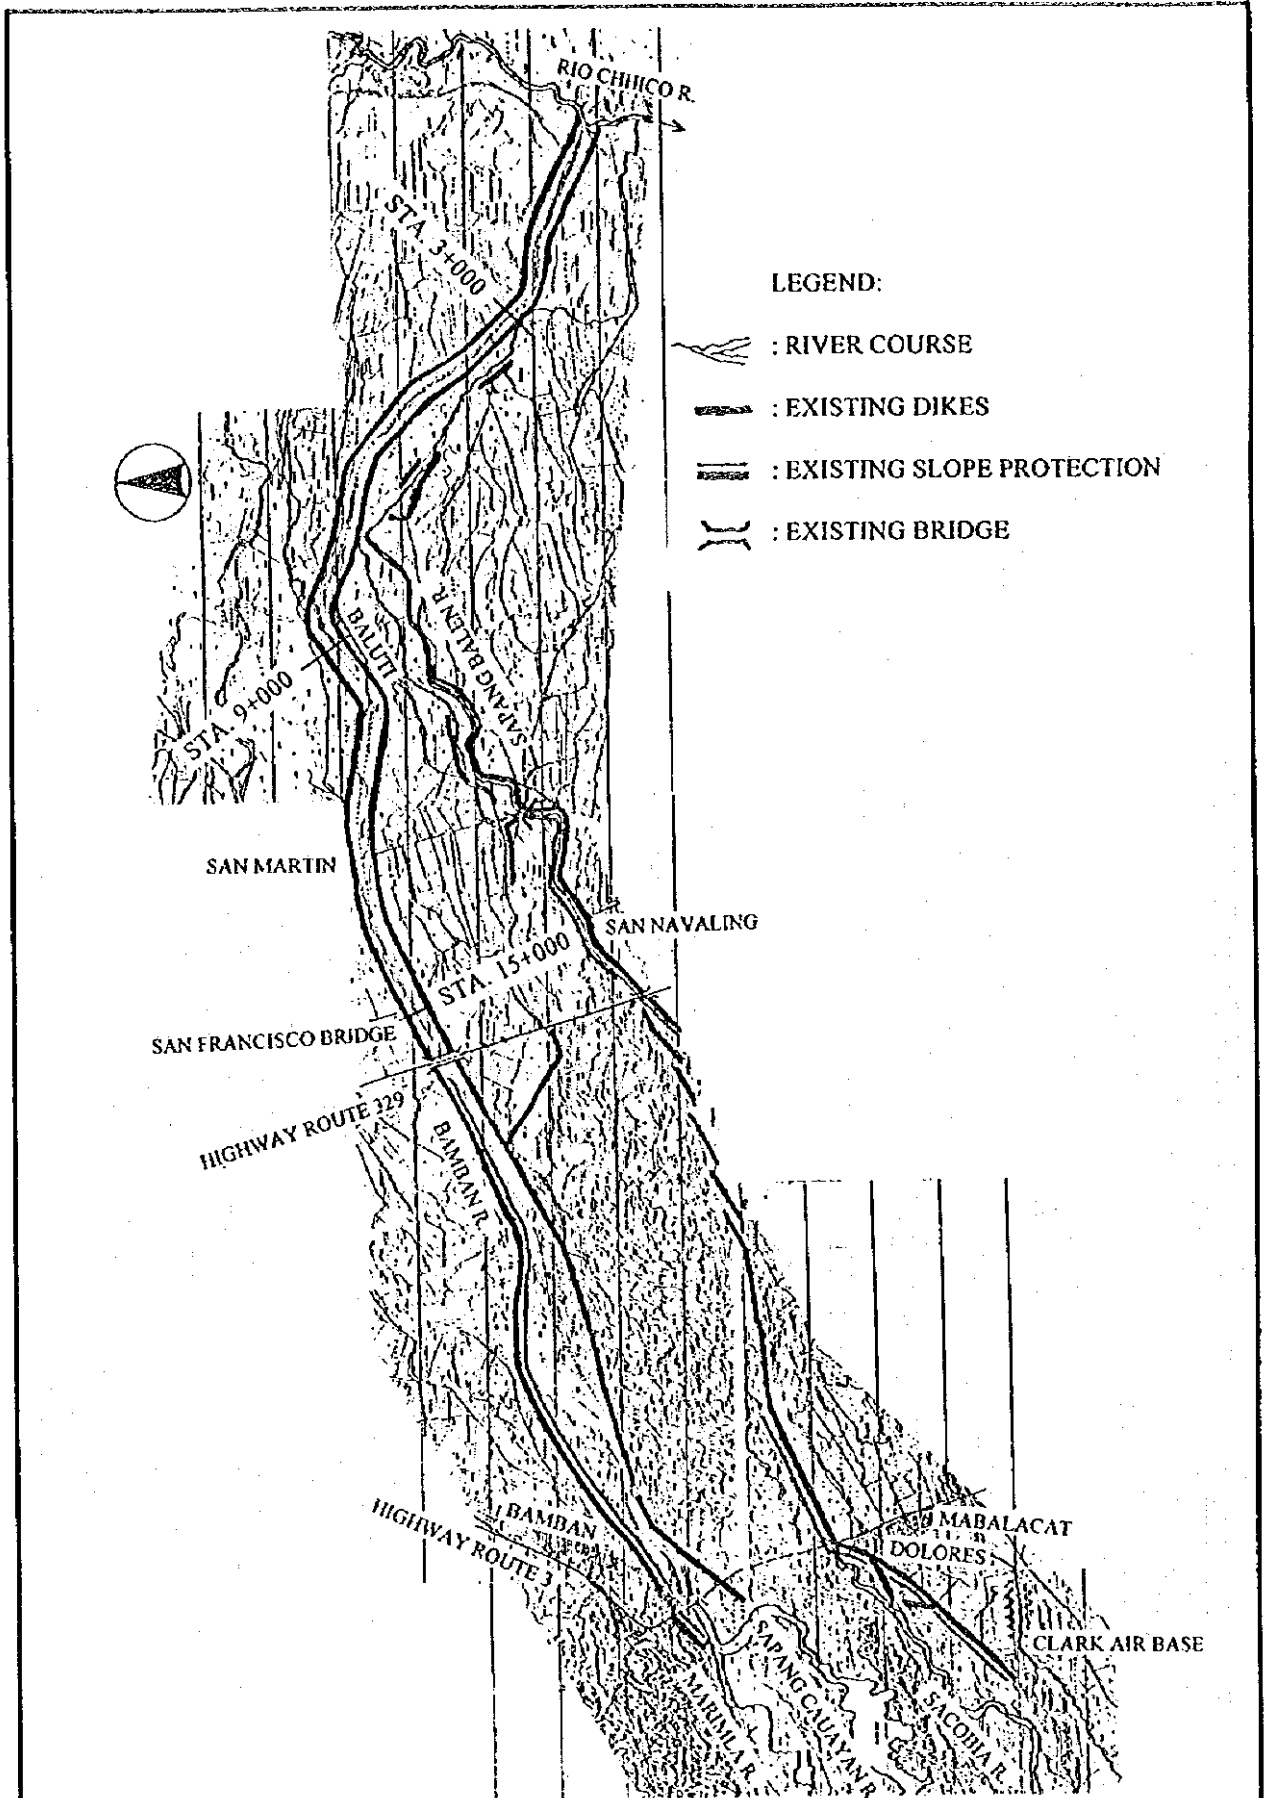 RIO CHHICO R.
STA. 3+000
LEGEND:
: RIVER COURSE
: EXISTING DIKES
: EXISTING SLOPE PROTECTION
: EXISTING BRIDGE
BALUTII
SAPANG BALEN R.
STA. 9+000
SAN MARTIN
SAN NAVALING
STA. 15+000
SAN FRANCISCO BRIDGE
HIGHWAY ROUTE 329
BAMBAN R.
BAMBAN
HIGHWAY ROUTE 3
MABALACAT
DOLORES
CLARK AIR BASE
MARIMLA R.
SAPANG CAUAYAN R.
SACOBIA R.